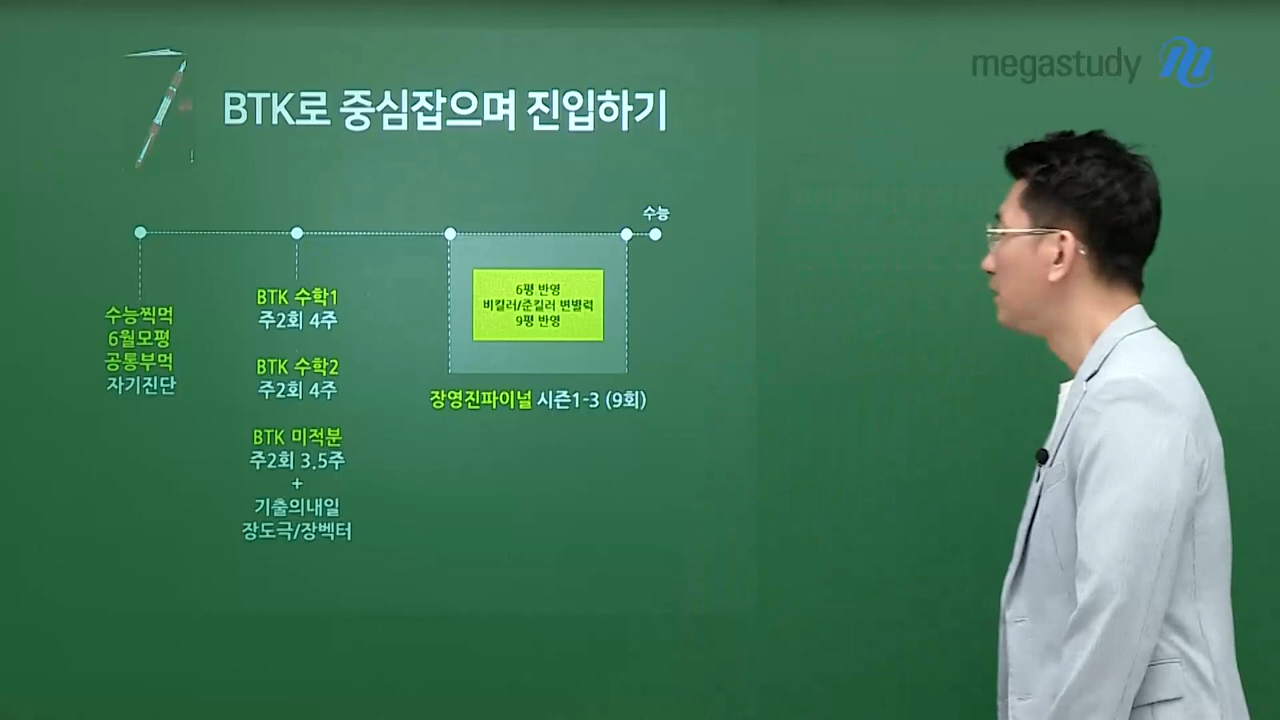 megastudy
BTK로 중심잡으며 진입하기
수능
수능찍먹
6월모평
공통부먹
자기진단
BTK 수학1
주2회 4주
BTK 수학2
주2회 4주
BTK 미적분
주2회 3.5주
+
기출의내일
장도극/장벡터
6평 반영
비킬러/준킬러 변별력
9평 반영
장영진파이널 시즌1-3 (9회)